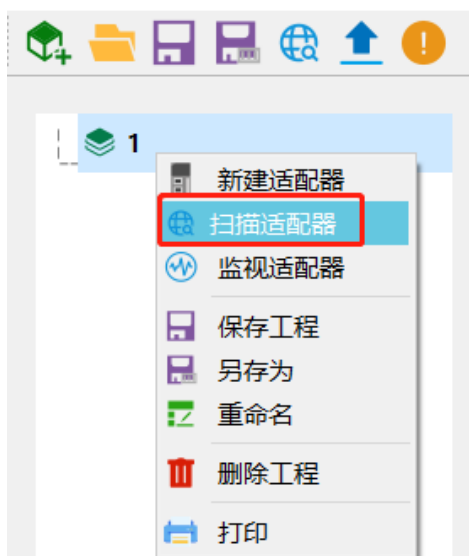 1
新建适配器
扫描适配器
监视适配器
保存工程
另存为
重命名
删除工程
打印